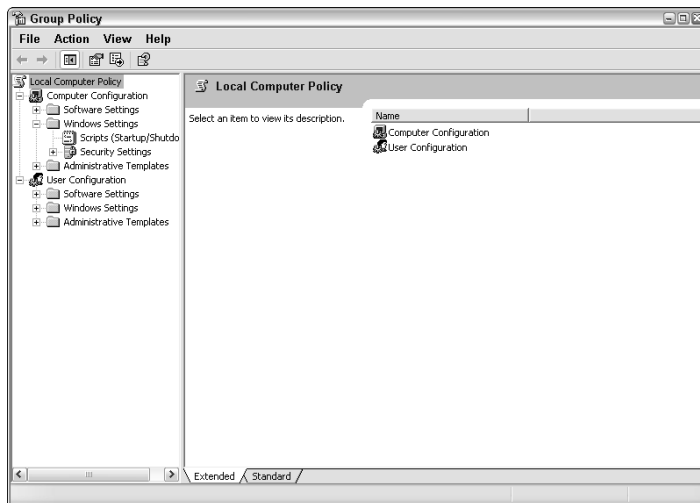 Group Policy
File Action View Help
Local Computer Policy
Computer Configuration
Software Settings
Windows Settings
Scripts (Startup/Shutdo
Security Settings
Administrative Templates
User Configuration
Software Settings
Windows Settings
Administrative Templates
Local Computer Policy
Select an item to view its description.
Name
Computer Configuration
User Configuration
Extended Standard